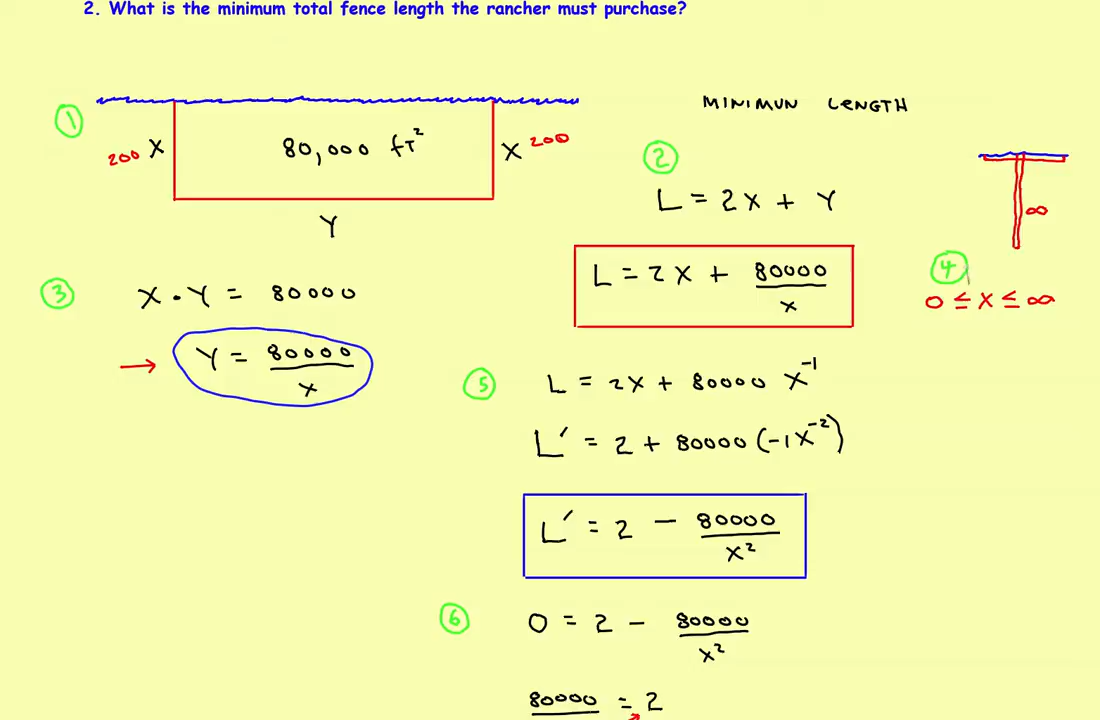 2. What is the minimum total fence length the rancher must purchase?
①
200 X
80,000 ft²
X 200
Y
MINIMUN LENGTH
②
L = 2X + Y
L = 2X + 80000/x
∞
④
0 ≤ X ≤ ∞
③
X · Y = 80000
→ Y = 80000/x
⑤
L = 2X + 80000 X⁻¹
L′ = 2 + 80000 (-1X⁻²)
L′ = 2 − 80000/X²
⑥
0 = 2 − 80000/X²
80000 = 2